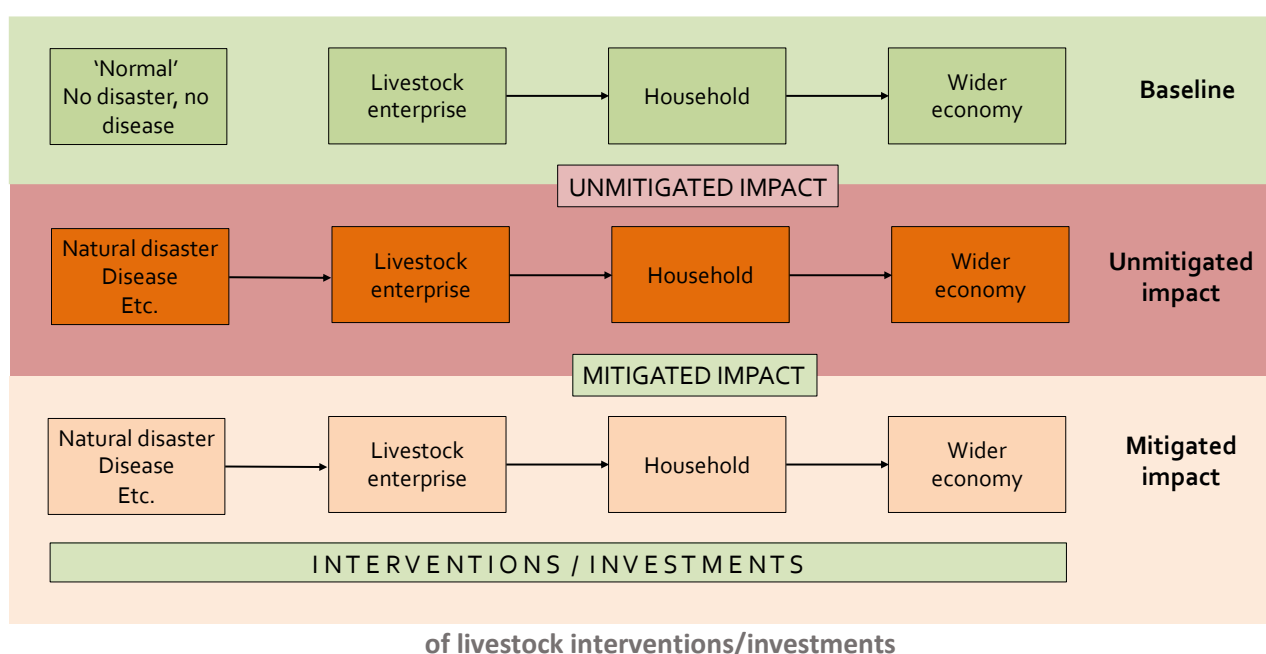 ‘Normal’
No disaster, no
disease
Livestock
enterprise
Household
Wider
economy
Baseline
UNMITIGATED IMPACT
Natural disaster
Disease
Etc.
Livestock
enterprise
Household
Wider
economy
Unmitigated
impact
MITIGATED IMPACT
Natural disaster
Disease
Etc.
Livestock
enterprise
Household
Wider
economy
Mitigated
impact
INTERVENTIONS / INVESTMENTS
of livestock interventions/investments